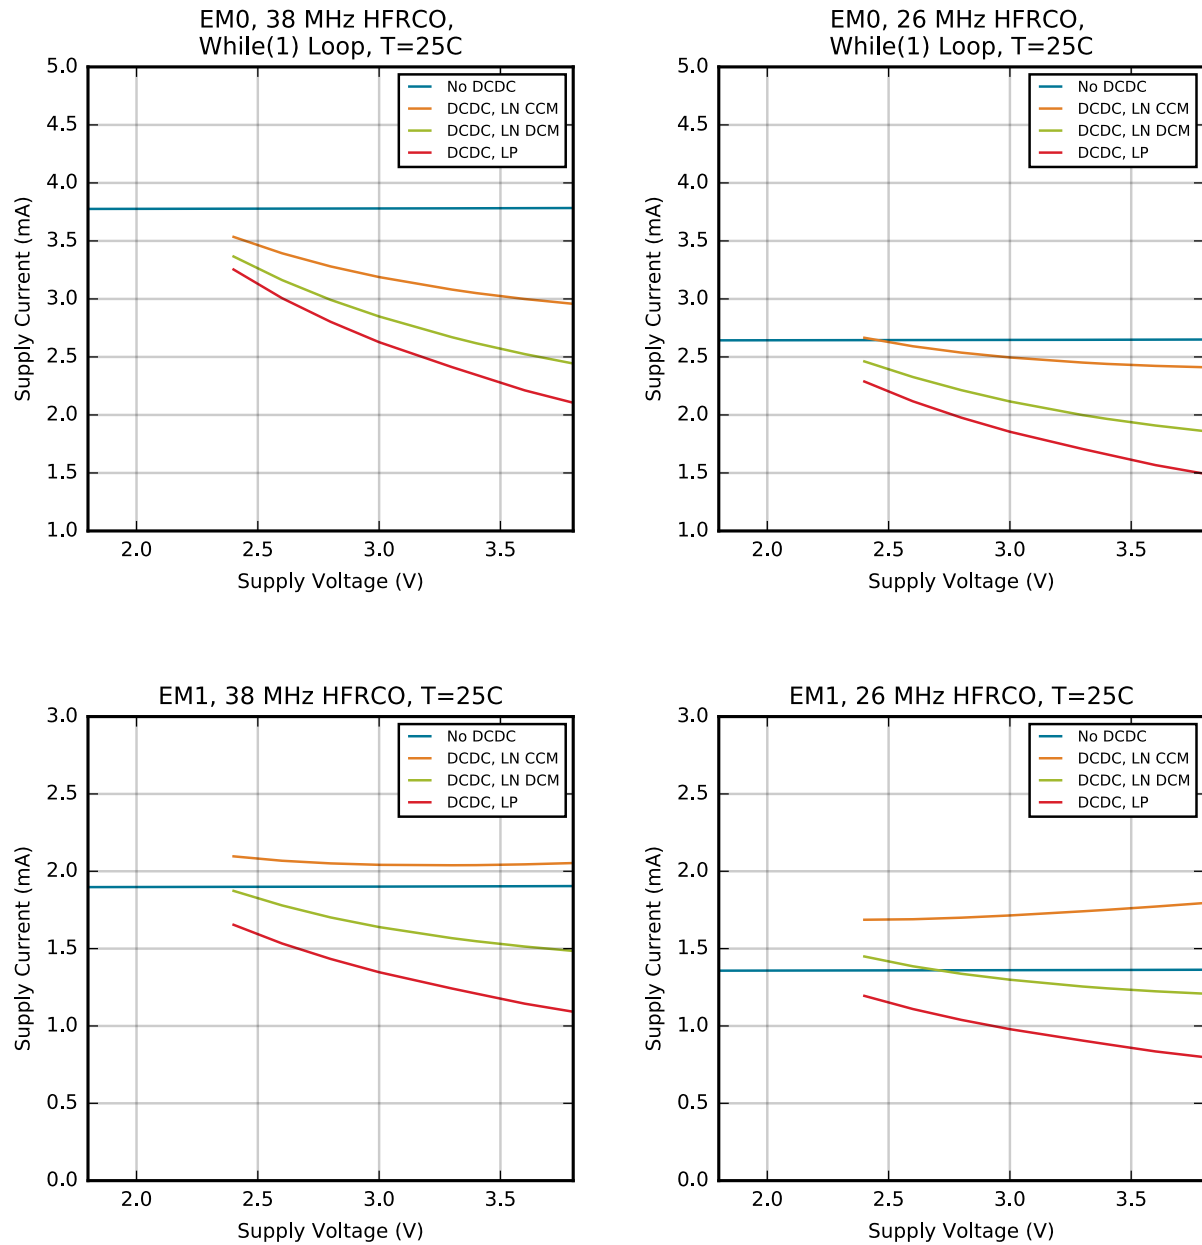 EM0, 38 MHz HFRCO,
While(1) Loop, T=25C
5.0
4.5
4.0
3.5
3.0
2.5
2.0
1.5
1.0
Supply Current (mA)
No DCDC
DCDC, LN CCM
DCDC, LN DCM
DCDC, LP
2.0 2.5 3.0 3.5
Supply Voltage (V)
EM0, 26 MHz HFRCO,
While(1) Loop, T=25C
5.0
4.5
4.0
3.5
3.0
2.5
2.0
1.5
1.0
Supply Current (mA)
No DCDC
DCDC, LN CCM
DCDC, LN DCM
DCDC, LP
2.0 2.5 3.0 3.5
Supply Voltage (V)
EM1, 38 MHz HFRCO, T=25C
3.0
2.5
2.0
1.5
1.0
0.5
0.0
Supply Current (mA)
No DCDC
DCDC, LN CCM
DCDC, LN DCM
DCDC, LP
2.0 2.5 3.0 3.5
Supply Voltage (V)
EM1, 26 MHz HFRCO, T=25C
3.0
2.5
2.0
1.5
1.0
0.5
0.0
Supply Current (mA)
No DCDC
DCDC, LN CCM
DCDC, LN DCM
DCDC, LP
2.0 2.5 3.0 3.5
Supply Voltage (V)